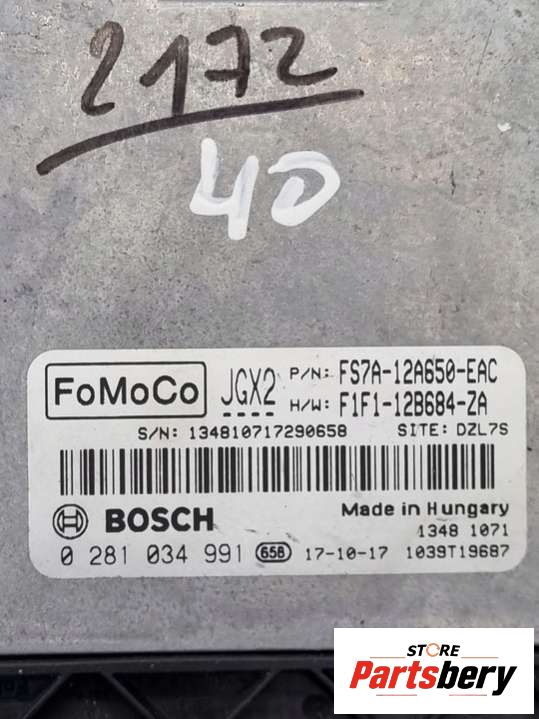 2172
40
FoMoCo JGX2 P/N: FS7A-12A650-EAC
H/W: F1F1-12B684-ZA
S/N: 134810717290658 SITE: DZL7S
BOSCH Made in Hungary
1348 1071
0 281 034 991 658 17-10-17 1039T19687
STORE
Partsbery